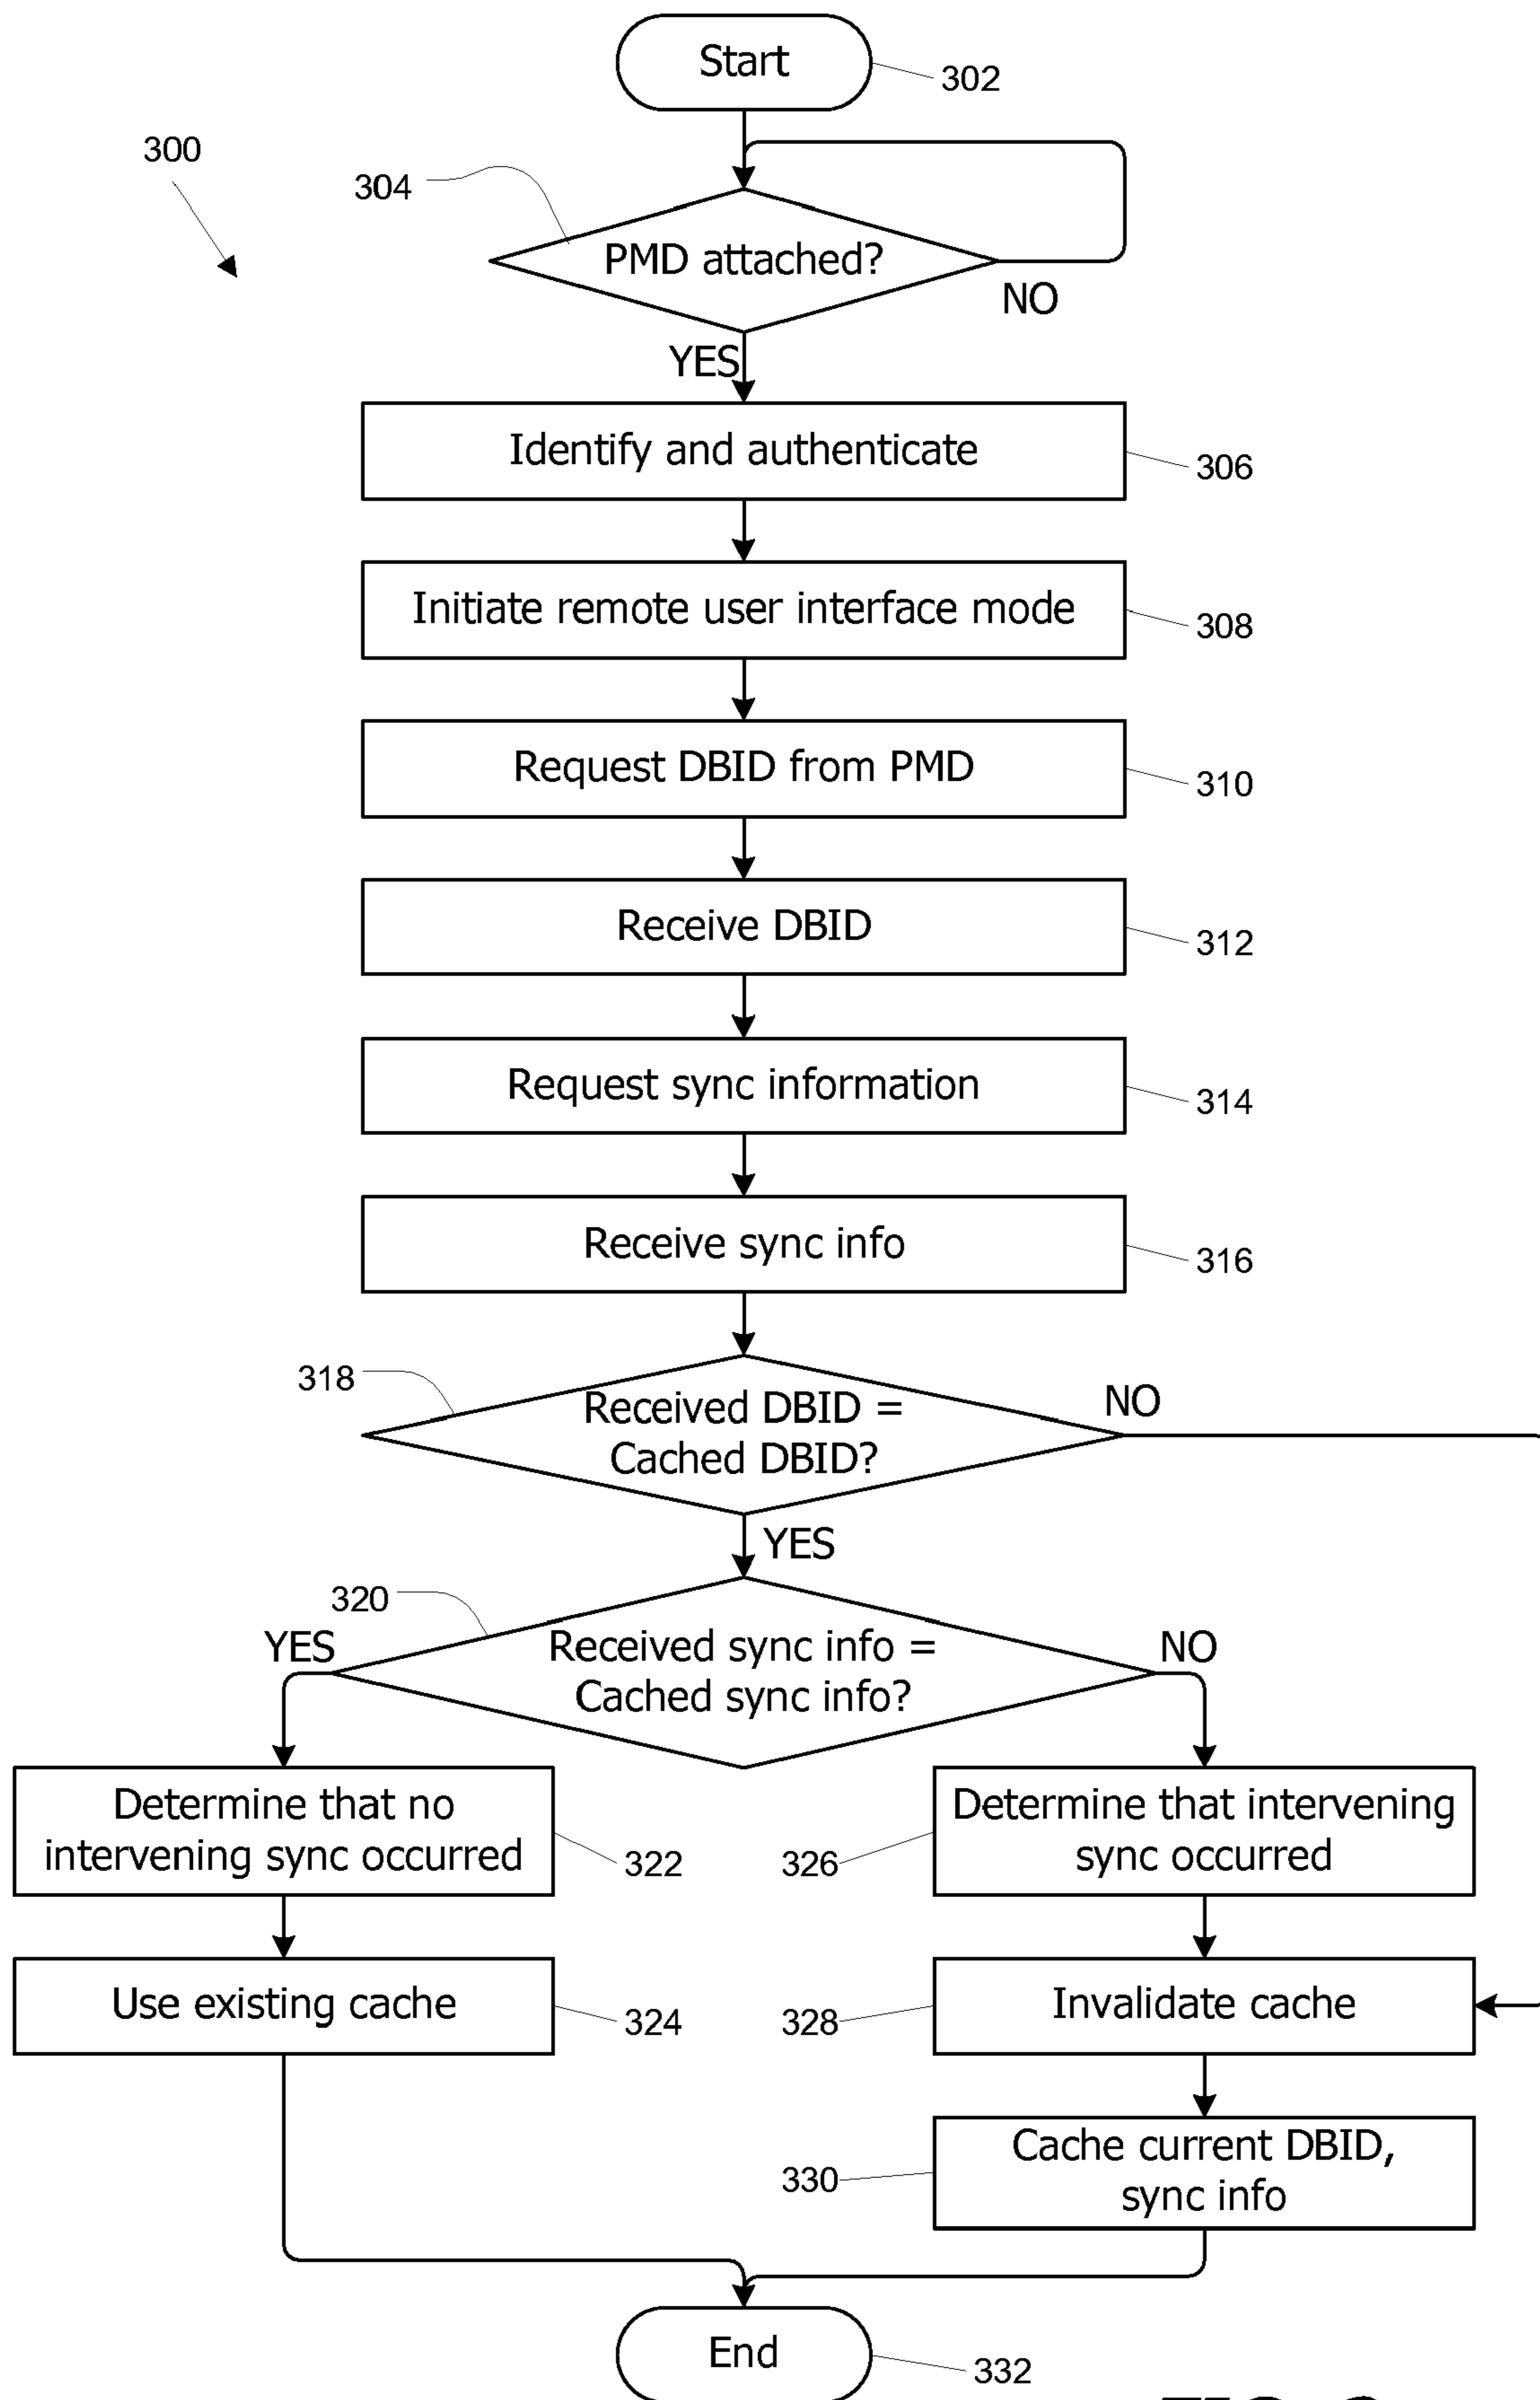 Start
302
300
304
PMD attached?
NO
YES
Identify and authenticate
306
Initiate remote user interface mode
308
Request DBID from PMD
310
Receive DBID
312
Request sync information
314
Receive sync info
316
318
Received DBID =
Cached DBID?
NO
YES
320
Received sync info =
Cached sync info?
YES
NO
Determine that no
intervening sync occurred
322
326
Determine that intervening
sync occurred
Use existing cache
324
328
Invalidate cache
330
Cache current DBID,
sync info
End
332